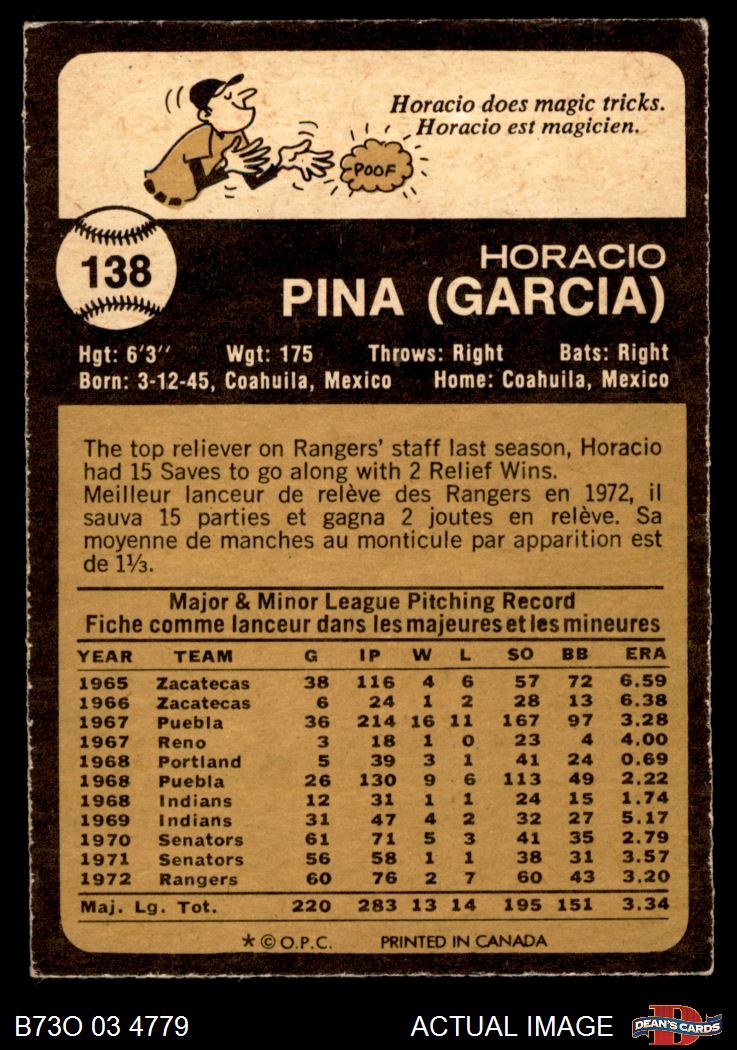 Horacio does magic tricks.
Horacio est magicien.
POOF
138
HORACIO
PINA (GARCIA)
Hgt: 6'3'' Wgt: 175 Throws: Right Bats: Right
Born: 3-12-45, Coahuila, Mexico Home: Coahuila, Mexico
The top reliever on Rangers' staff last season, Horacio
had 15 Saves to go along with 2 Relief Wins.
Meilleur lanceur de relève des Rangers en 1972, il
sauva 15 parties et gagna 2 joutes en relève. Sa
moyenne de manches au monticule par apparition est
de 1⅓.
Major & Minor League Pitching Record
Fiche comme lanceur dans les majeures et les mineures
YEAR TEAM G IP W L SO BB ERA
1965 Zacatecas 38 116 4 6 57 72 6.59
1966 Zacatecas 6 24 1 2 28 13 6.38
1967 Puebla 36 214 16 11 167 97 3.28
1967 Reno 3 18 1 0 23 4 4.00
1968 Portland 5 39 3 1 41 24 0.69
1968 Puebla 26 130 9 6 113 49 2.22
1968 Indians 12 31 1 1 24 15 1.74
1969 Indians 31 47 4 2 32 27 5.17
1970 Senators 61 71 5 3 41 35 2.79
1971 Senators 56 58 1 1 38 31 3.57
1972 Rangers 60 76 2 7 60 43 3.20
Maj. Lg. Tot. 220 283 13 14 195 151 3.34
* © O.P.C. PRINTED IN CANADA
B73O 03 4779 ACTUAL IMAGE DEAN'S CARDS